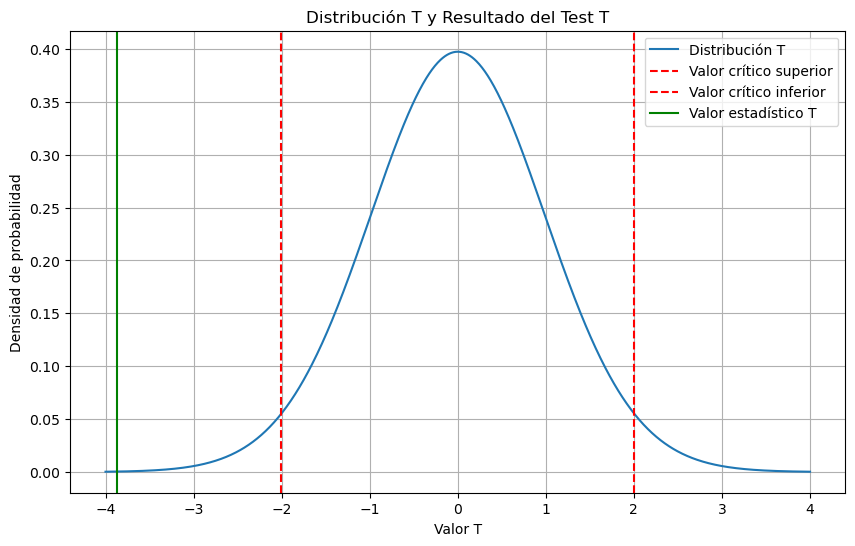 Distribución T y Resultado del Test T
Distribución T
Valor crítico superior
Valor crítico inferior
Valor estadístico T
Densidad de probabilidad
0.40
0.35
0.30
0.25
0.20
0.15
0.10
0.05
0.00
−4
−3
−2
−1
0
1
2
3
4
Valor T